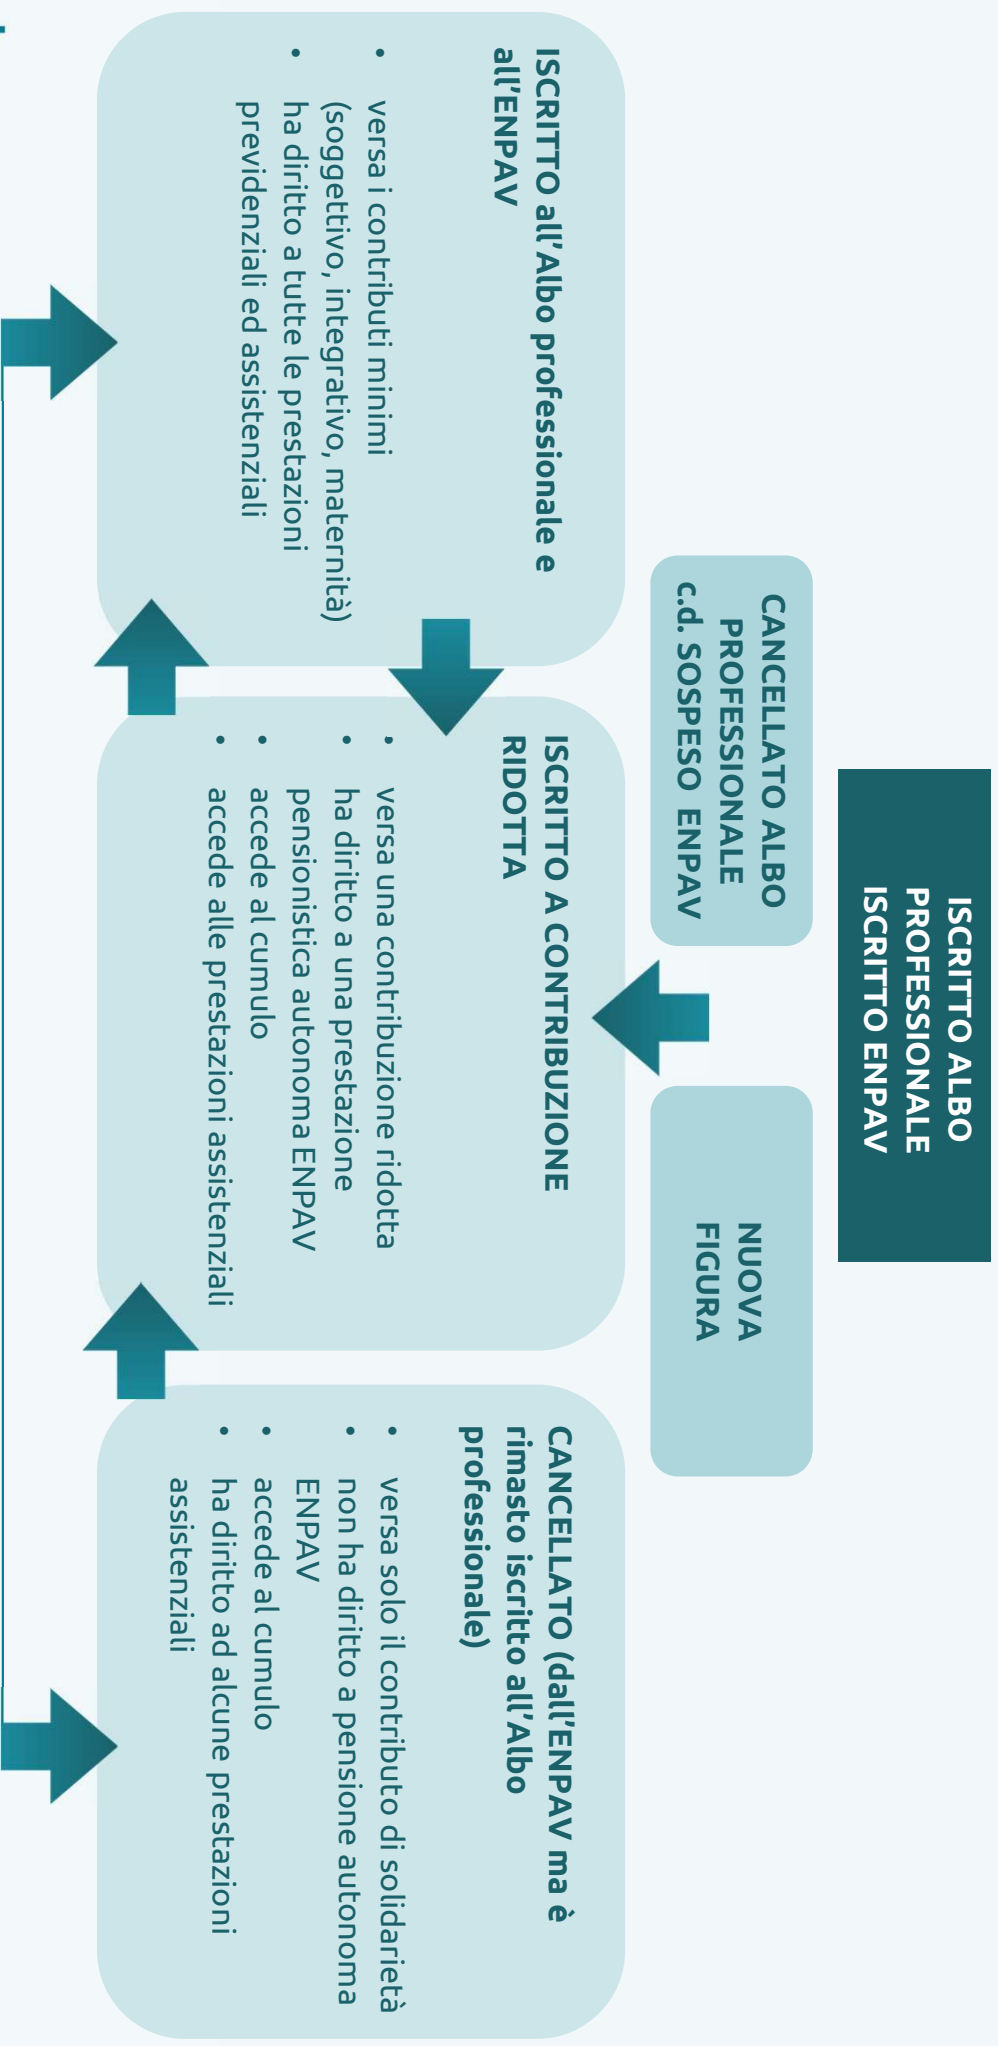 ISCRITTO ALBO
PROFESSIONALE
ISCRITTO ENPAV
CANCELLATO ALBO
PROFESSIONALE
c.d. SOSPESO ENPAV
NUOVA
FIGURA
ISCRITTO all'Albo professionale e
all'ENPAV
• versa i contributi minimi
(soggettivo, integrativo, maternità)
• ha diritto a tutte le prestazioni
previdenziali ed assistenziali
ISCRITTO A CONTRIBUZIONE
RIDOTTA
• versa una contribuzione ridotta
• ha diritto a una prestazione
pensionistica autonoma ENPAV
• accede al cumulo
• accede alle prestazioni assistenziali
CANCELLATO (dall'ENPAV ma è
rimasto iscritto all'Albo
professionale)
• versa solo il contributo di solidarietà
• non ha diritto a pensione autonoma
ENPAV
• accede al cumulo
• ha diritto ad alcune prestazioni
assistenziali